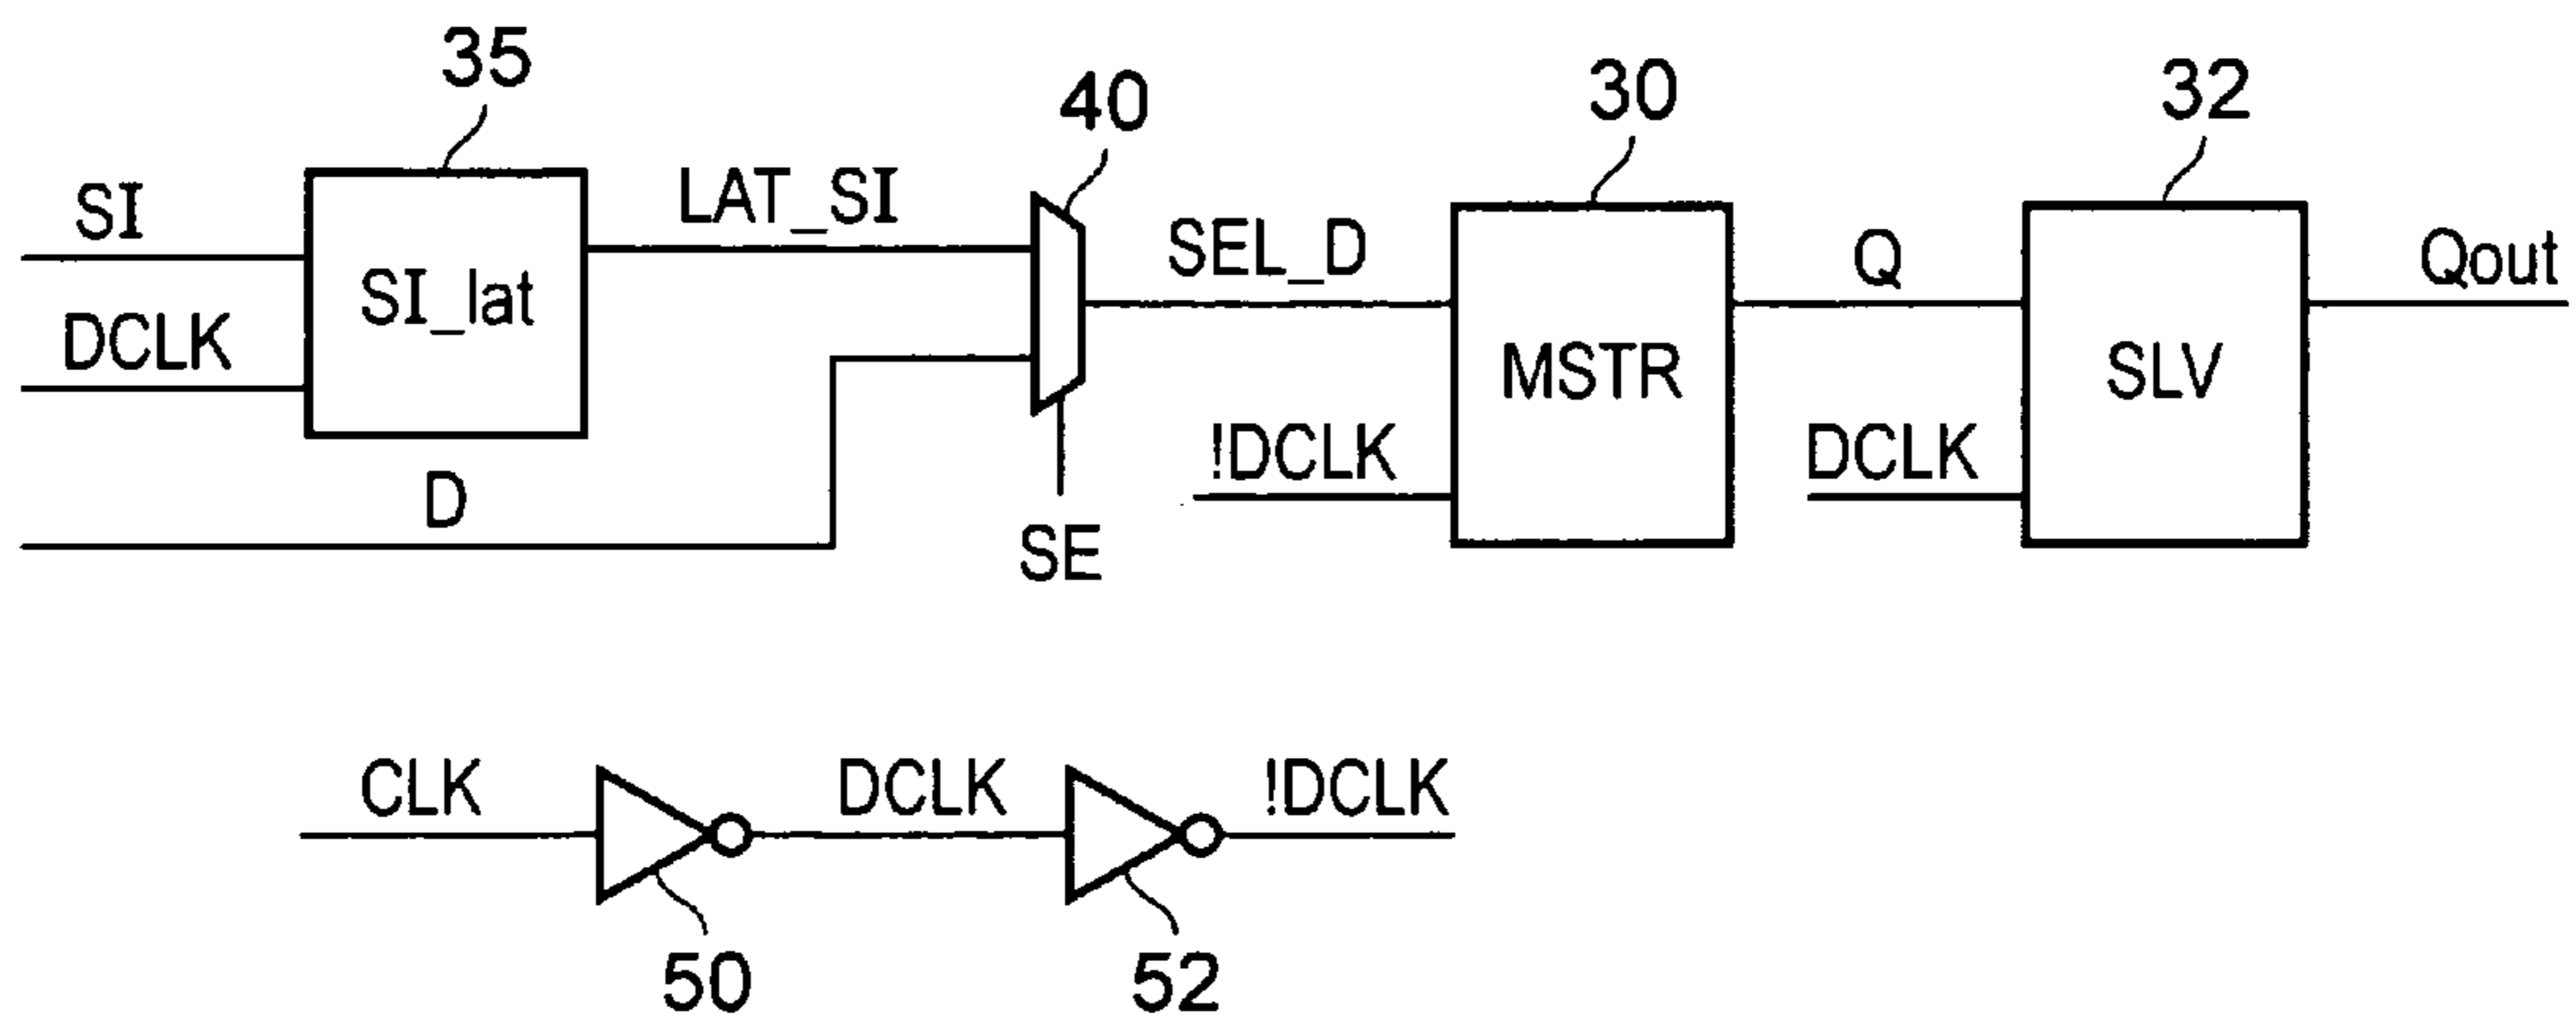 35
40
30
32
SI
LAT_SI
SEL_D
Q
Qout
SI_lat
DCLK
MSTR
SLV
D
!DCLK
DCLK
SE
CLK
DCLK
!DCLK
50
52